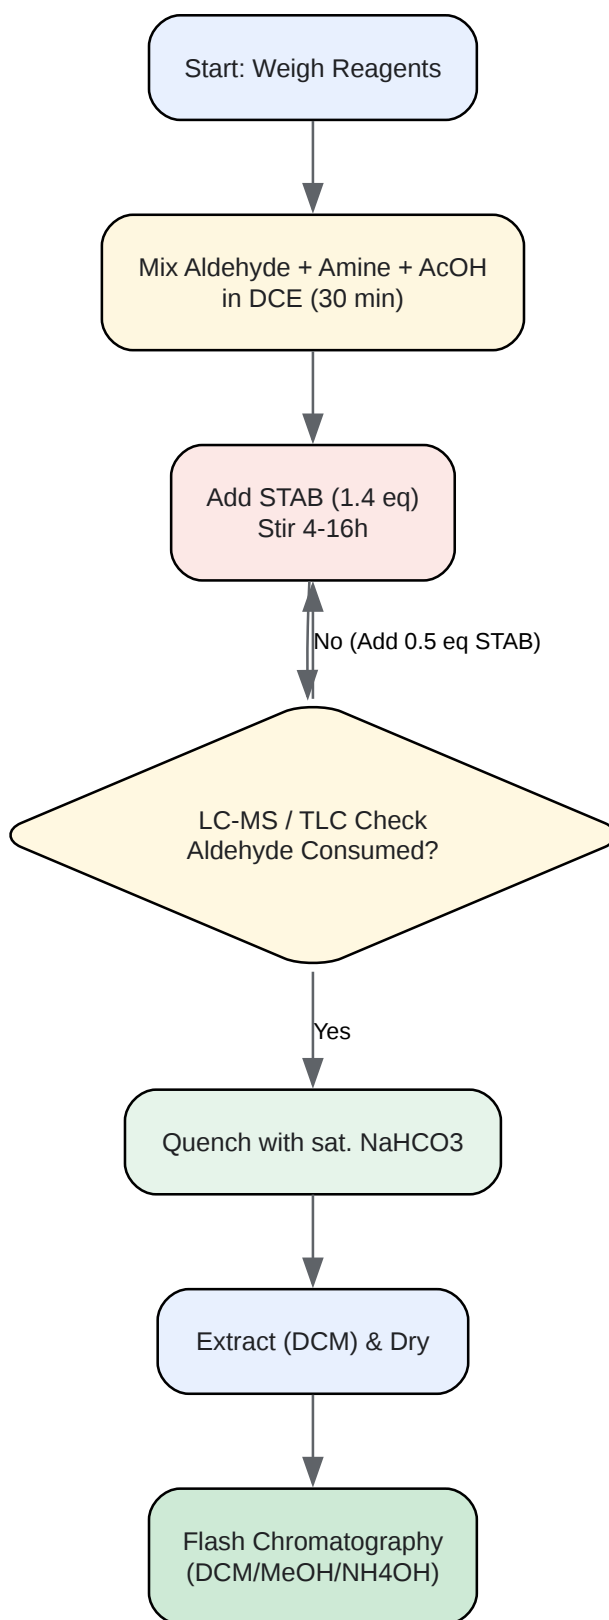 Start: Weigh Reagents
Mix Aldehyde + Amine + AcOH
in DCE (30 min)
Add STAB (1.4 eq)
Stir 4-16h
No (Add 0.5 eq STAB)
LC-MS / TLC Check
Aldehyde Consumed?
Yes
Quench with sat. NaHCO3
Extract (DCM) & Dry
Flash Chromatography
(DCM/MeOH/NH4OH)